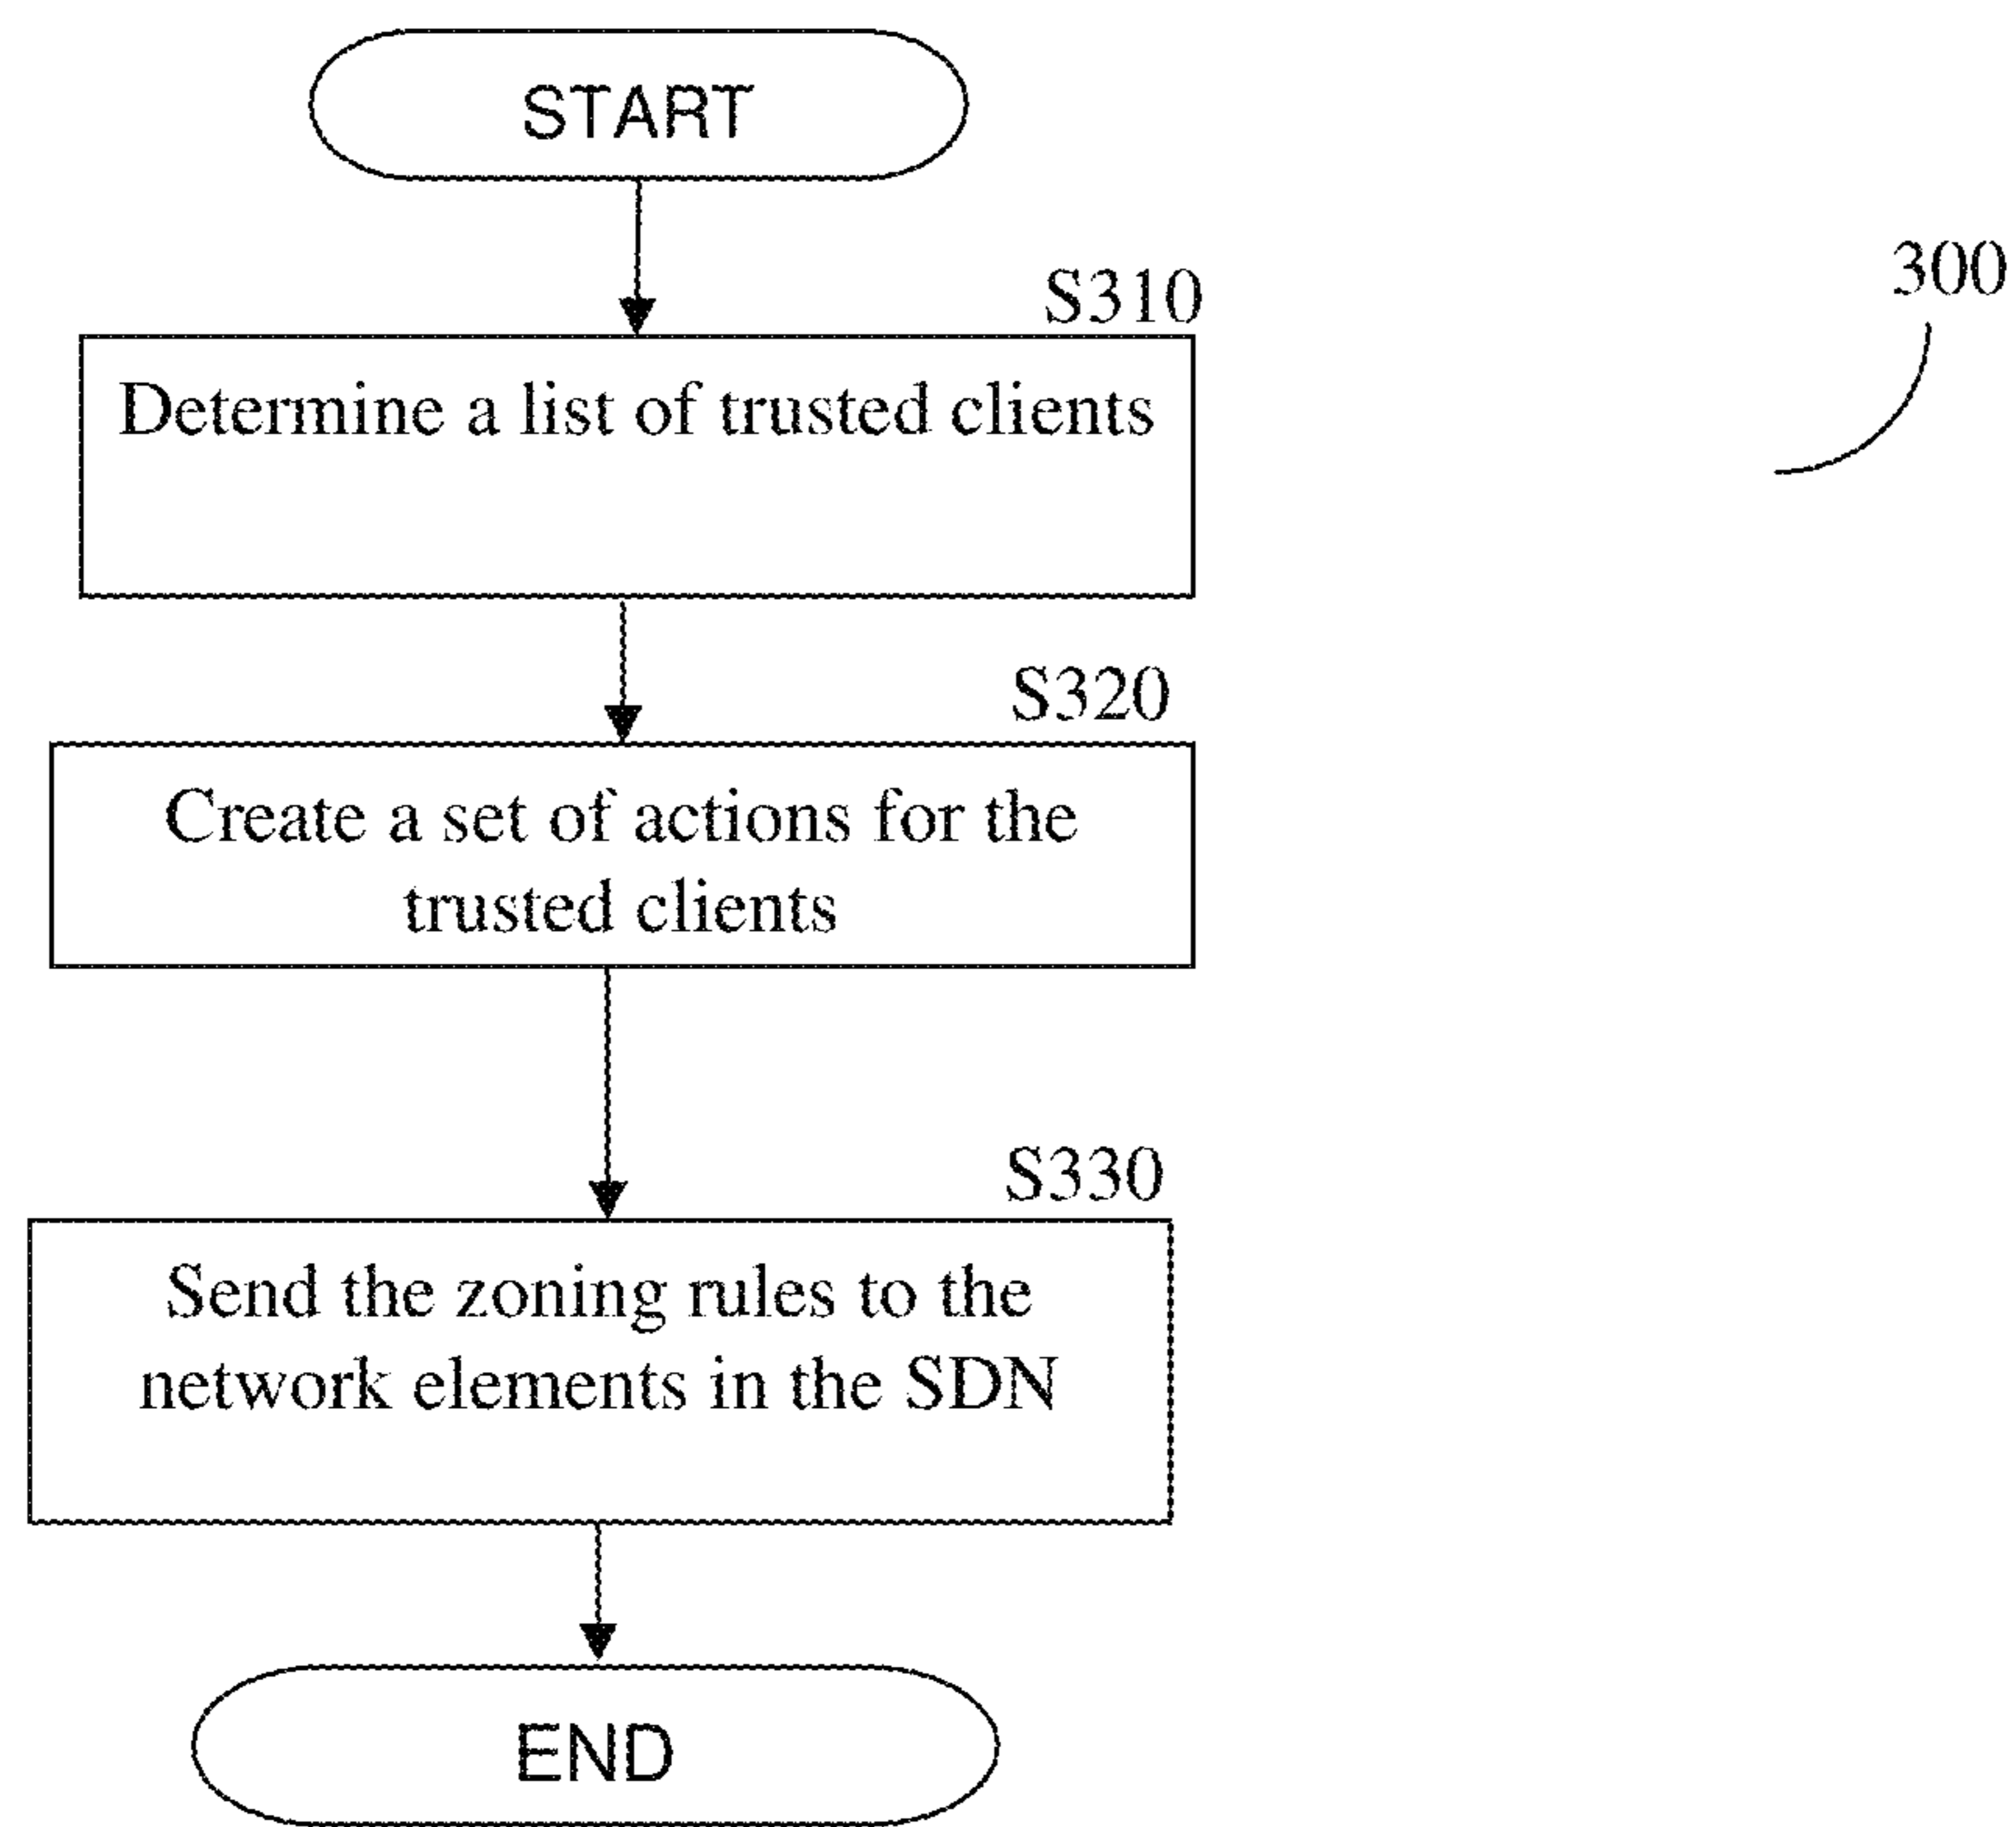 START
S310
300
Determine a list of trusted clients
S320
Create a set of actions for the
trusted clients
S330
Send the zoning rules to the
network elements in the SDN
END